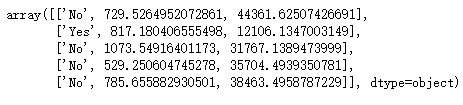 array([['No', 729.5264952072861, 44361.62507426691],
['Yes', 817.180406555498, 12106.1347003149],
['No', 1073.54916401173, 31767.1389473999],
['No', 529.250604745278, 35704.4939350781],
['No', 785.655882930501, 38463.4958787229]], dtype=object)